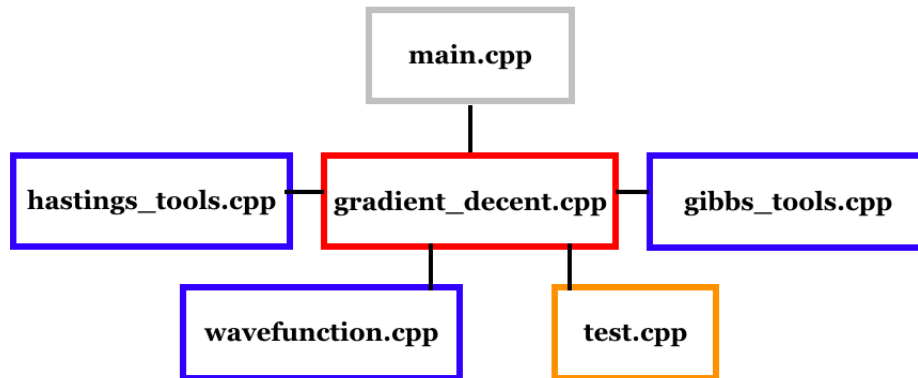 main.cpp
hastings_tools.cpp
gradient_decent.cpp
gibbs_tools.cpp
wavefunction.cpp
test.cpp